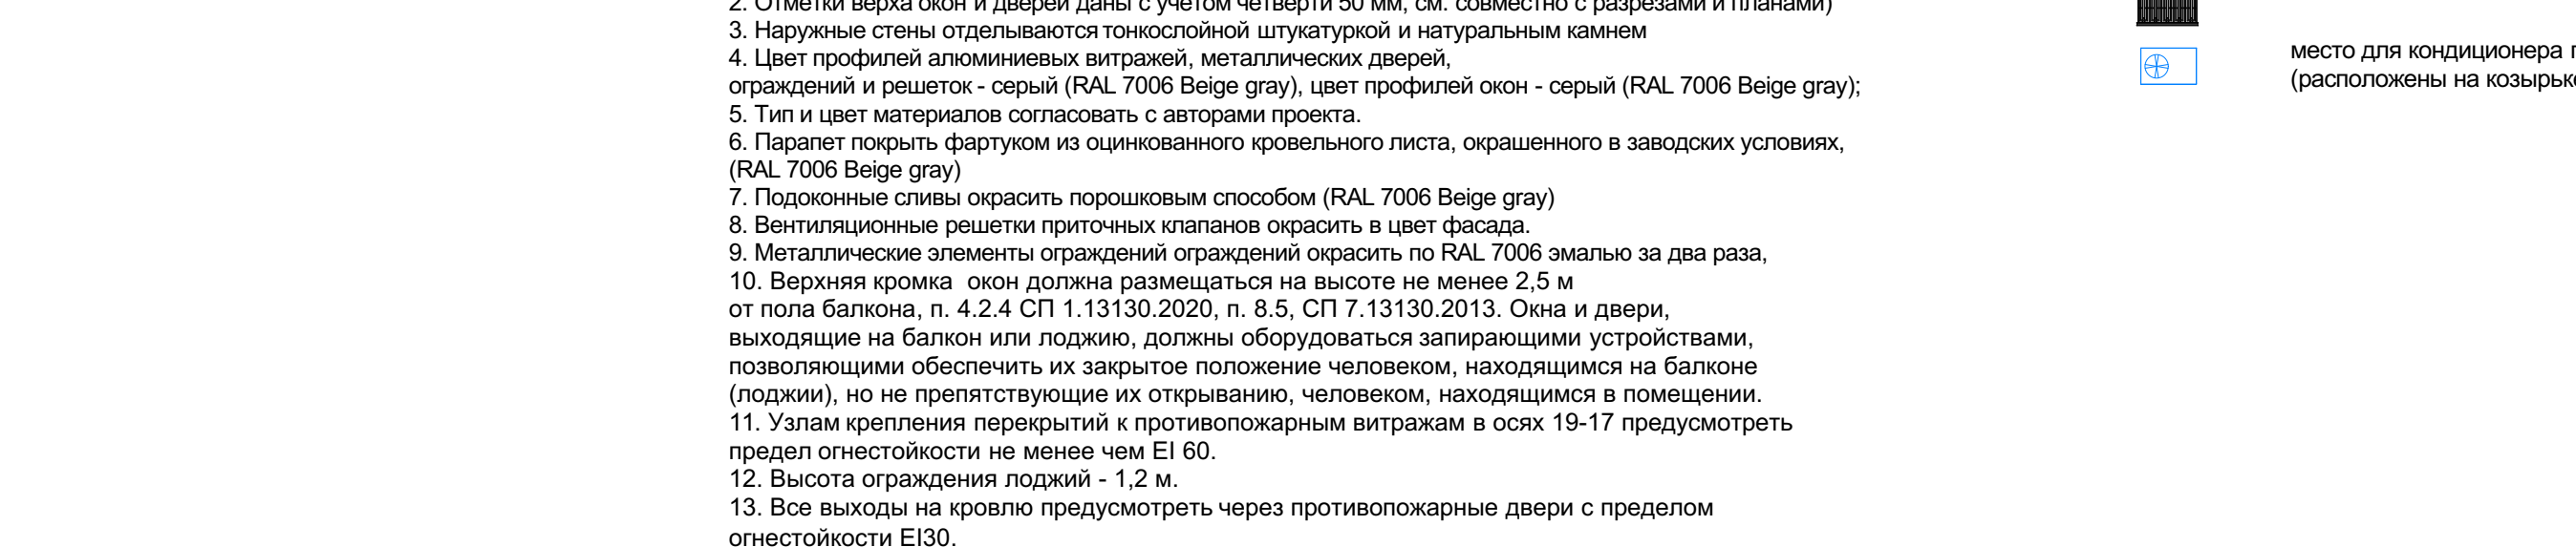 2. Отметки верха окон и дверей даны с учетом четверти 50 мм, см. совместно с разрезами и планами)
3. Наружные стены отделываются тонкослойной штукатуркой и натуральным камнем
4. Цвет профилей алюминиевых витражей, металлических дверей,
ограждений и решеток - серый (RAL 7006 Beige gray), цвет профилей окон - серый (RAL 7006 Beige gray);
5. Тип и цвет материалов согласовать с авторами проекта.
6. Парапет покрыть фартуком из оцинкованного кровельного листа, окрашенного в заводских условиях,
(RAL 7006 Beige gray)
7. Подоконные сливы окрасить порошковым способом (RAL 7006 Beige gray)
8. Вентиляционные решетки приточных клапанов окрасить в цвет фасада.
9. Металлические элементы ограждений ограждений окрасить по RAL 7006 эмалью за два раза,
10. Верхняя кромка  окон должна размещаться на высоте не менее 2,5 м
от пола балкона, п. 4.2.4 СП 1.13130.2020, п. 8.5, СП 7.13130.2013. Окна и двери,
выходящие на балкон или лоджию, должны оборудоваться запирающими устройствами,
позволяющими обеспечить их закрытое положение человеком, находящимся на балконе
(лоджии), но не препятствующие их открыванию, человеком, находящимся в помещении.
11. Узлам крепления перекрытий к противопожарным витражам в осях 19-17 предусмотреть
предел огнестойкости не менее чем EI 60.
12. Высота ограждения лоджий - 1,2 м.
13. Все выходы на кровлю предусмотреть через противопожарные двери с пределом
огнестойкости EI30.
место для кондиционера
(расположены на